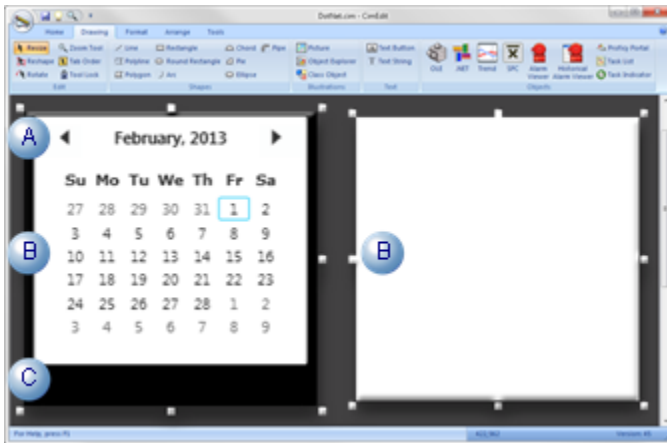 DotNet.cim - CimEdit
Home Drawing Format Arrange Tools
Resize Zoom Tool Line Rectangle Chord Pipe Picture Text Button Proficy Portal
Reshape Tab Order Polyline Round Rectangle Pie Object Explorer Text String OLE .NET Trend SPC Alarm Viewer Historical Alarm Viewer Task List
Rotate Tool Lock Polygon Arc Ellipse Class Object Task Indicator
Edit Shapes Illustrations Text Objects
A
February, 2013
Su Mo Tu We Th Fr Sa
27 28 29 30 31 1 2
3 4 5 6 7 8 9
B
B
10 11 12 13 14 15 16
17 18 19 20 21 22 23
24 25 26 27 28 1 2
3 4 5 6 7 8 9
C
For Help, press F1